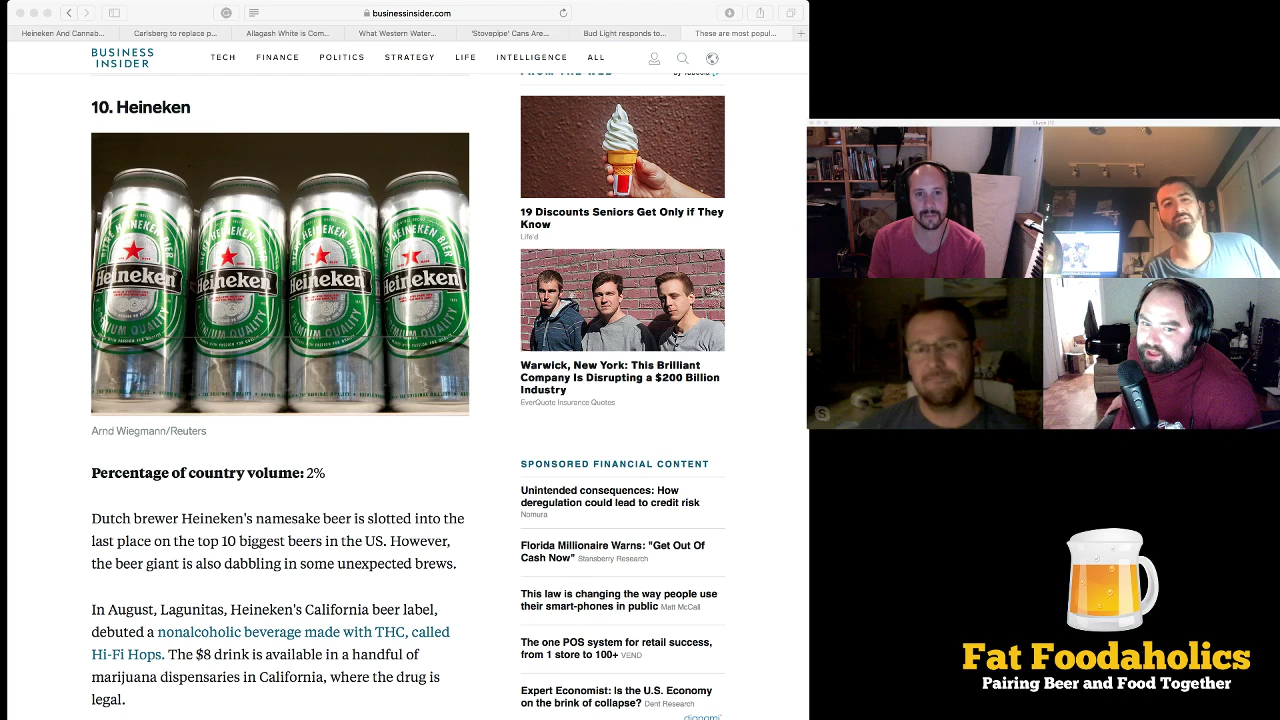 businessinsider.com
Heineken And Cannab...
Carlsberg to replace p...
Allagash White is Com...
What Western Water...
'Stovepipe' Cans Are...
Bud Light responds to...
These are most popul...
BUSINESS
INSIDER
TECH
FINANCE
POLITICS
STRATEGY
LIFE
INTELLIGENCE
ALL
10. Heineken
Heineken
Heineken
Heineken
Heineken
Arnd Wiegmann/Reuters
Percentage of country volume: 2%
Dutch brewer Heineken's namesake beer is slotted into the
last place on the top 10 biggest beers in the US. However,
the beer giant is also dabbling in some unexpected brews.
In August, Lagunitas, Heineken's California beer label,
debuted a nonalcoholic beverage made with THC, called
Hi-Fi Hops. The $8 drink is available in a handful of
marijuana dispensaries in California, where the drug is
legal.
FROM THE WEB
by Taboola
19 Discounts Seniors Get Only if They
Know
Life'd
Warwick, New York: This Brilliant
Company Is Disrupting a $200 Billion
Industry
EverQuote Insurance Quotes
SPONSORED FINANCIAL CONTENT
Unintended consequences: How
deregulation could lead to credit risk
Nomura
Florida Millionaire Warns: "Get Out Of
Cash Now" Stansberry Research
This law is changing the way people use
their smart-phones in public Matt McCall
The one POS system for retail success,
from 1 store to 100+ VEND
Expert Economist: Is the U.S. Economy
on the brink of collapse? Dent Research
dianomi
Fat Foodaholics
Pairing Beer and Food Together